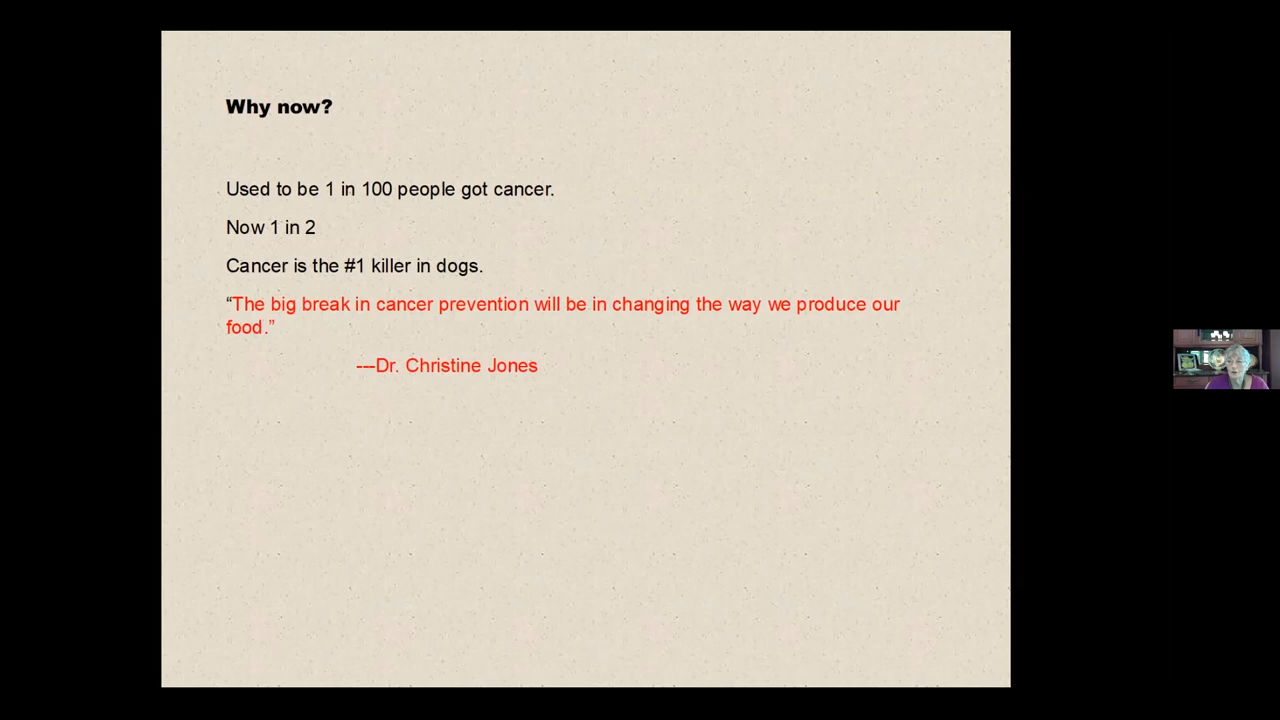 Why now?
Used to be 1 in 100 people got cancer.
Now 1 in 2
Cancer is the #1 killer in dogs.
“The big break in cancer prevention will be in changing the way we produce our
food.”
---Dr. Christine Jones